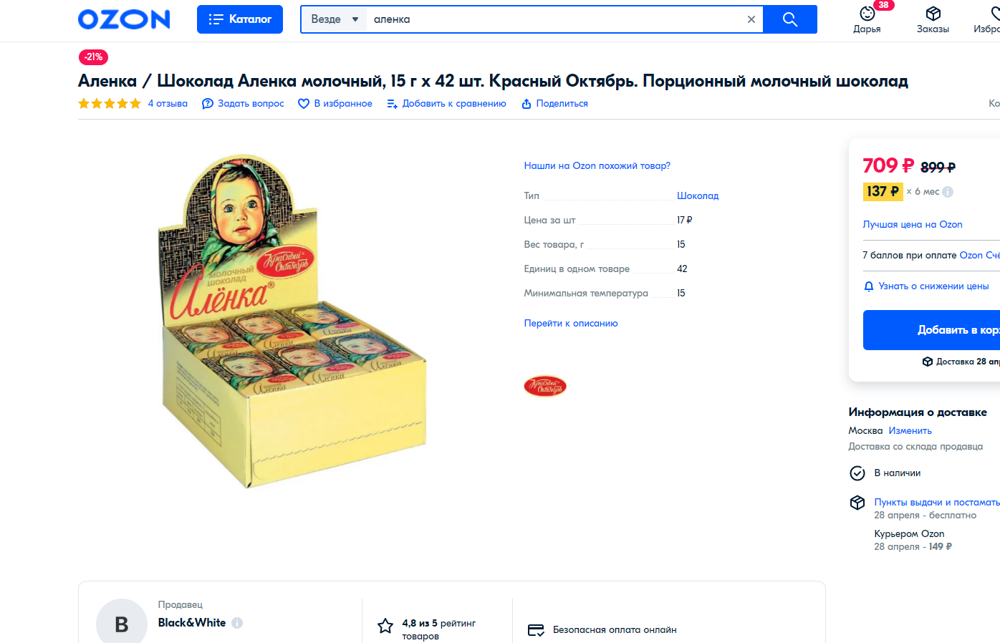 OZON
Каталог
Везде
аленка
38
Дарья
Заказы
-21%
Аленка / Шоколад Аленка молочный, 15 г х 42 шт. Красный Октябрь. Порционный молочный шоколад
4 отзыва
Задать вопрос
В избранное
Добавить к сравнению
Поделиться
молочный
шоколад
Алёнка®
Красный
Октябрь
Нашли на Ozon похожий товар?
Тип Шоколад
Цена за шт 17 ₽
Вес товара, г 15
Единиц в одном товаре 42
Минимальная температура 15
Перейти к описанию
Красный
Октябрь
709 ₽ 899 ₽
137 ₽ × 6 мес
Лучшая цена на Ozon
7 баллов при оплате Ozon Счё
Узнать о снижении цены
Добавить в кор
Доставка 28 апр
Информация о доставке
Москва Изменить
Доставка со склада продавца
В наличии
Пункты выдачи и постамать
28 апреля - бесплатно
Курьером Ozon
28 апреля - 149 ₽
B
Продавец
Black&White
4,8 из 5 рейтинг
товаров
Безопасная оплата онлайн